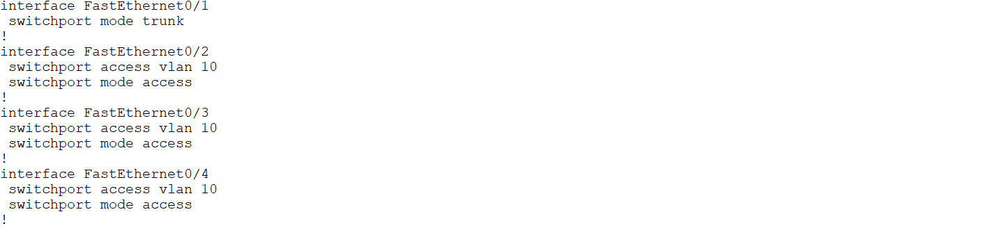 interface FastEthernet0/1
 switchport mode trunk
!
interface FastEthernet0/2
 switchport access vlan 10
 switchport mode access
!
interface FastEthernet0/3
 switchport access vlan 10
 switchport mode access
!
interface FastEthernet0/4
 switchport access vlan 10
 switchport mode access
!